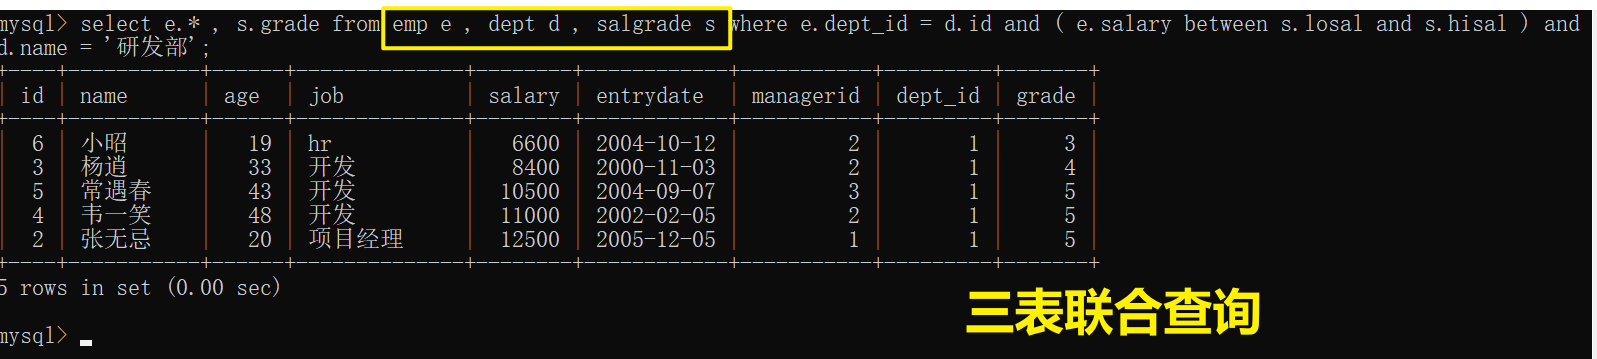 mysql> select e.* , s.grade from emp e , dept d , salgrade s where e.dept_id = d.id and ( e.salary between s.losal and s.hisal ) and
d.name = '研发部';
+----+-----------+------+--------------+--------+------------+-----------+---------+-------+
| id | name | age | job | salary | entrydate | managerid | dept_id | grade |
+----+-----------+------+--------------+--------+------------+-----------+---------+-------+
| 6 | 小昭 | 19 | hr | 6600 | 2004-10-12 | 2 | 1 | 3 |
| 3 | 杨逍 | 33 | 开发 | 8400 | 2000-11-03 | 2 | 1 | 4 |
| 5 | 常遇春 | 43 | 开发 | 10500 | 2004-09-07 | 3 | 1 | 5 |
| 4 | 韦一笑 | 48 | 开发 | 11000 | 2002-02-05 | 2 | 1 | 5 |
| 2 | 张无忌 | 20 | 项目经理 | 12500 | 2005-12-05 | 1 | 1 | 5 |
+----+-----------+------+--------------+--------+------------+-----------+---------+-------+
5 rows in set (0.00 sec)
三表联合查询
mysql>